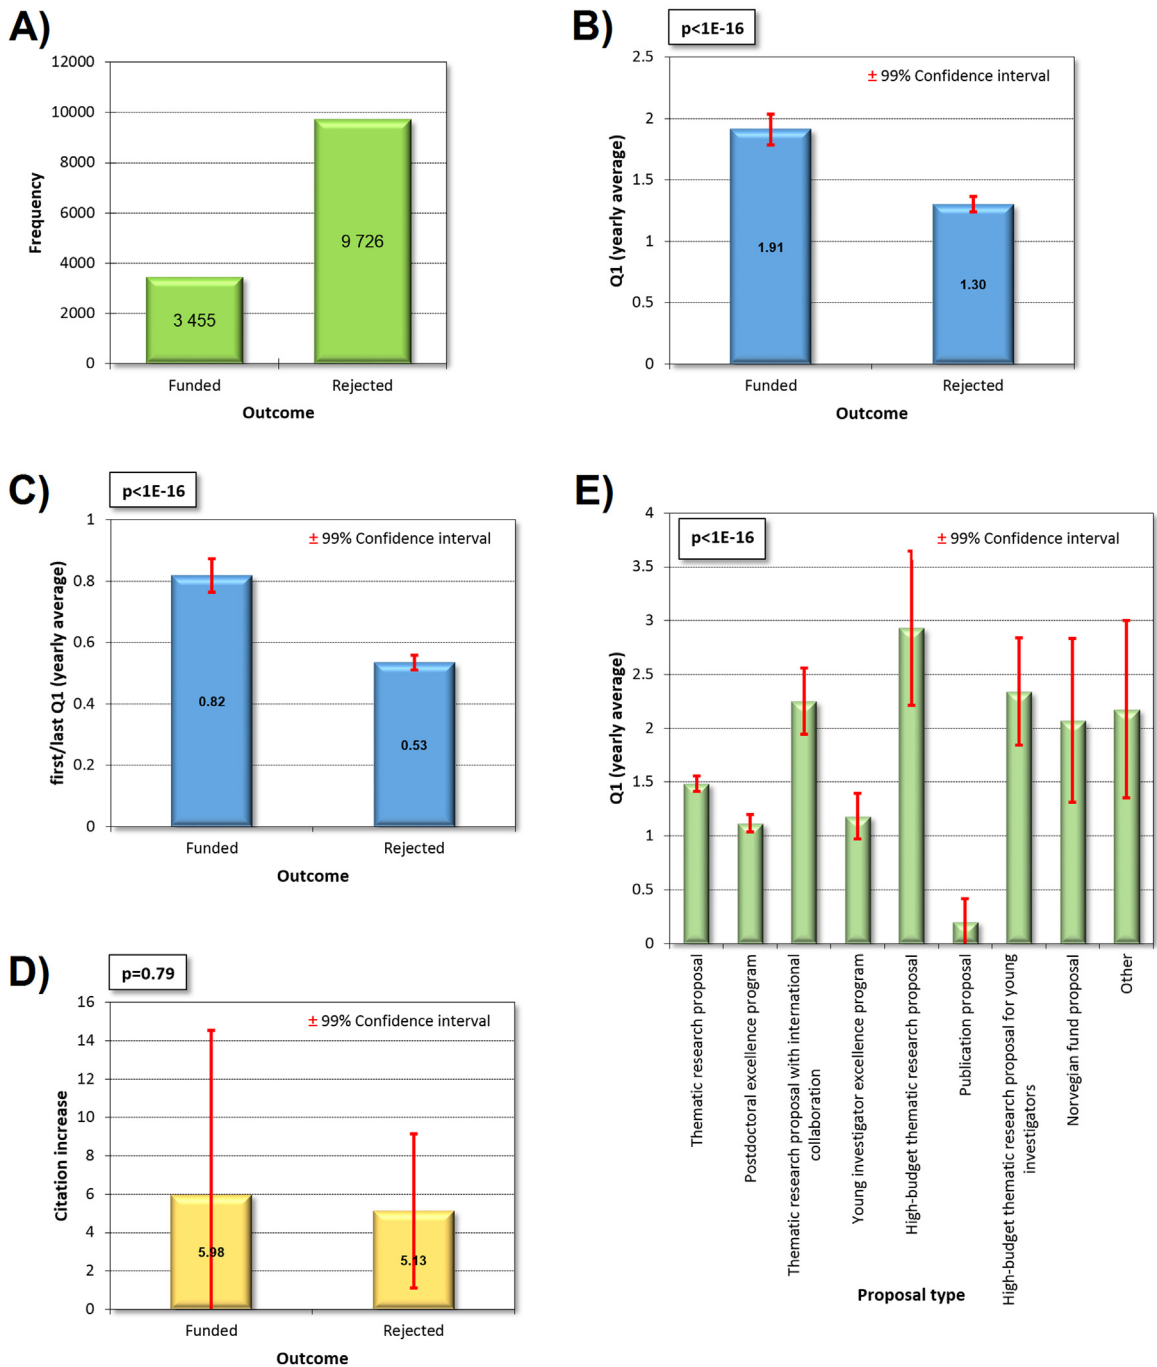 A)
12000
10000
8000
6000
4000
2000
0
Frequency
3 455
9 726
Funded
Rejected
Outcome
B)
p<1E-16
± 99% Confidence interval
2.5
2
1.5
1
0.5
0
Q1 (yearly average)
1.91
1.30
Funded
Rejected
Outcome
C)
p<1E-16
± 99% Confidence interval
1
0.8
0.6
0.4
0.2
0
first/last Q1 (yearly average)
0.82
0.53
Funded
Rejected
Outcome
D)
p=0.79
± 99% Confidence interval
16
14
12
10
8
6
4
2
0
Citation increase
5.98
5.13
Funded
Rejected
Outcome
E)
p<1E-16
± 99% Confidence interval
4
3.5
3
2.5
2
1.5
1
0.5
0
Q1 (yearly average)
Thematic research proposal
Postdoctoral excellence program
Thematic research proposal with international
collaboration
Young investigator excellence program
High-budget thematic research proposal
Publication proposal
High-budget thematic research proposal for young
investigators
Norvegian fund proposal
Other
Proposal type